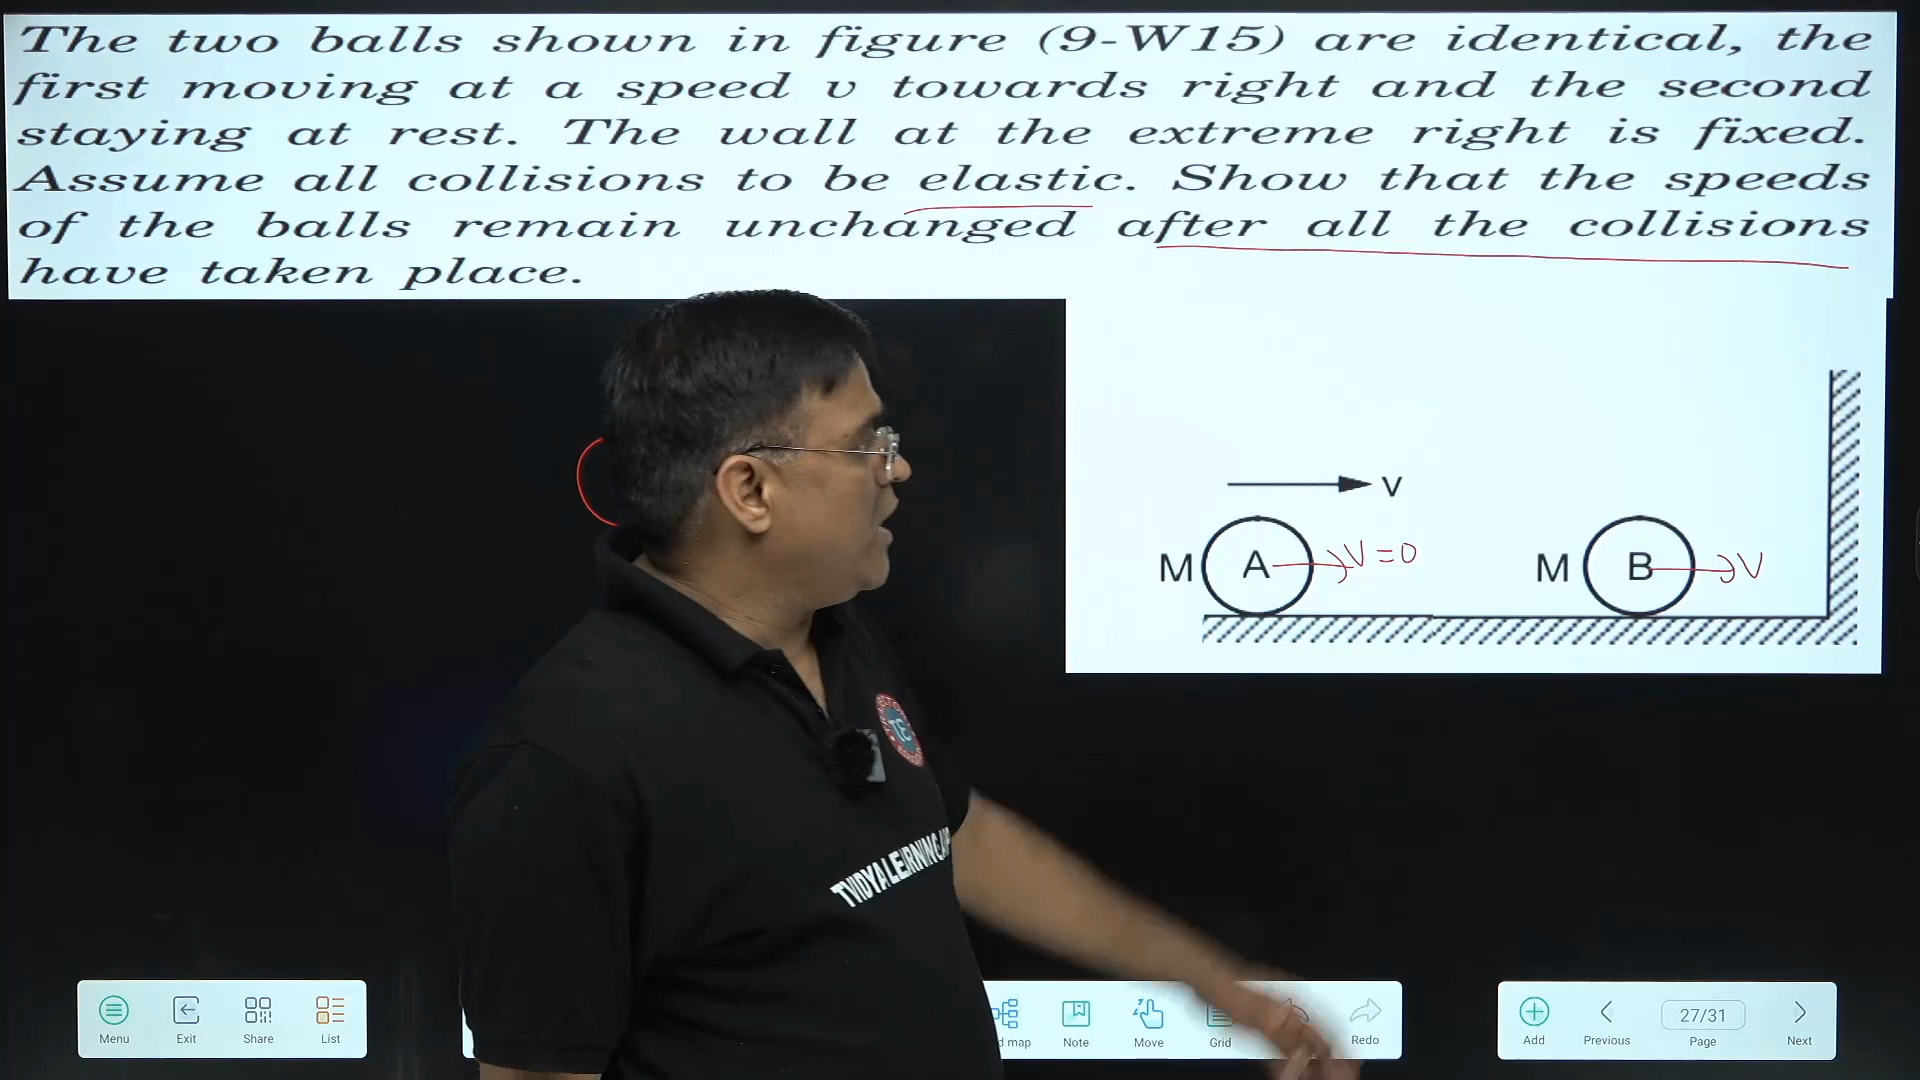 The two balls shown in figure (9-W15) are identical, the
first moving at a speed v towards right and the second
staying at rest. The wall at the extreme right is fixed.
Assume all collisions to be elastic. Show that the speeds
of the balls remain unchanged after all the collisions
have taken place.
v
M A V = 0 M B V
TVIDYALEARNING.
Menu Exit Share List d map Note Move Grid Redo Add Previous 27/31 Page Next